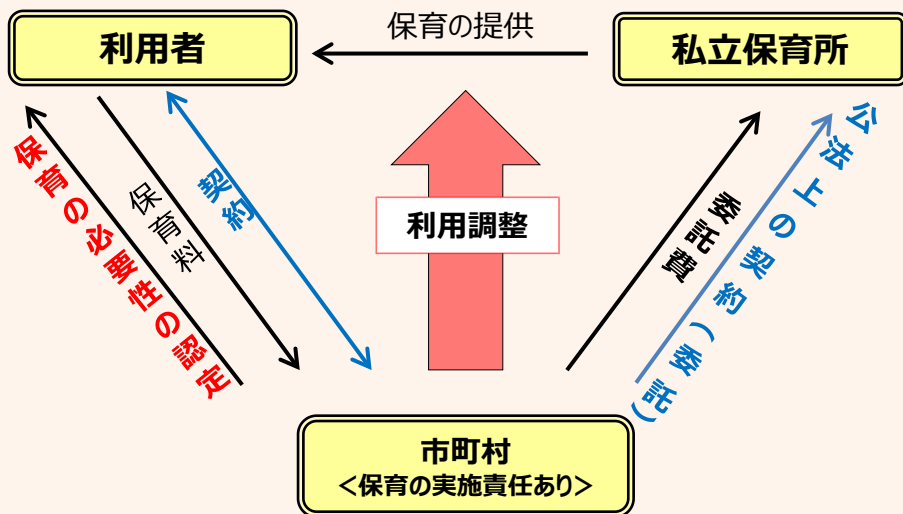 利用者
保育の提供
私立保育所
保育の必要性の認定
保育料
契約
利用調整
委託費
公法上の契約(委託)
市町村
<保育の実施責任あり>